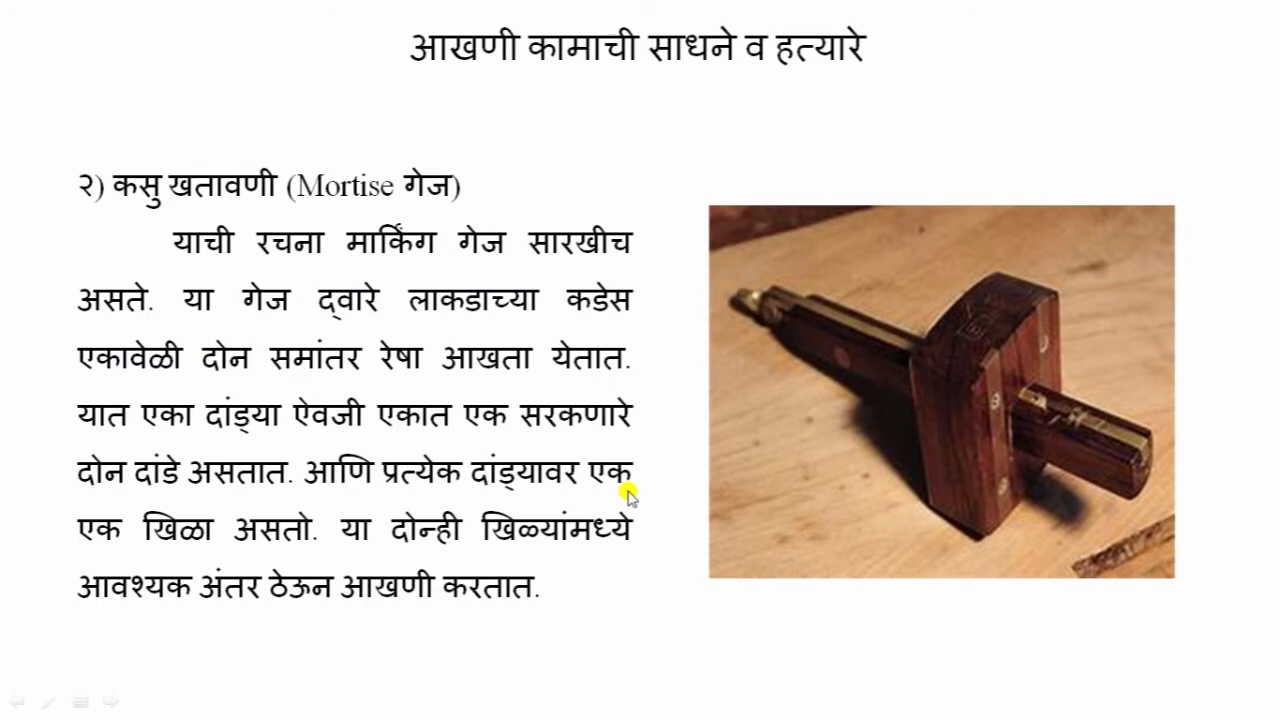 आखणी कामाची साधने व हत्यारे
२) कसु खतावणी (Mortise गेज)
याची रचना मार्किंग गेज सारखीच
असते. या गेज द्वारे लाकडाच्या कडेस
एकावेळी दोन समांतर रेषा आखता येतात.
यात एका दांड्या ऐवजी एकात एक सरकणारे
दोन दांडे असतात. आणि प्रत्येक दांड्यावर एक
एक खिळा असतो. या दोन्ही खिळ्यांमध्ये
आवश्यक अंतर ठेऊन आखणी करतात.